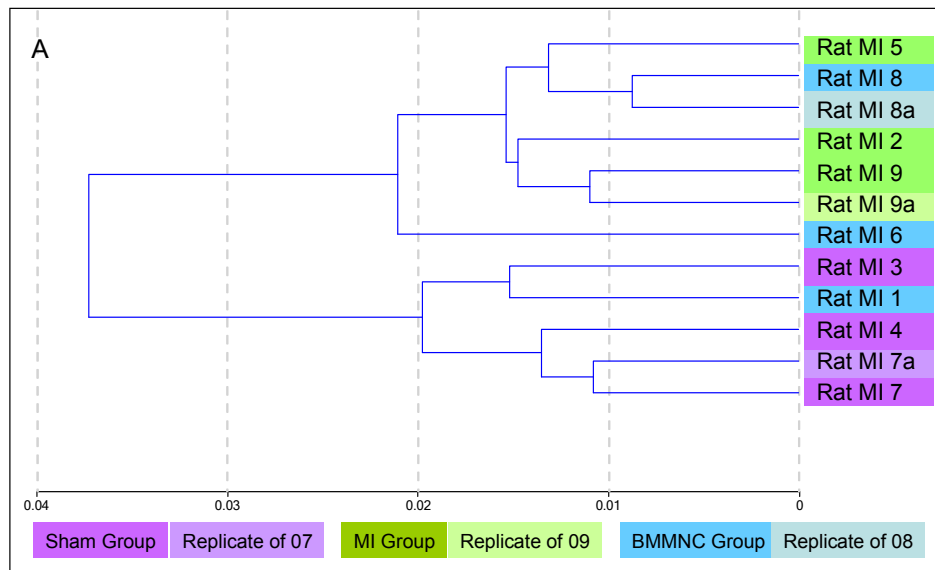 A
Rat MI 5
Rat MI 8
Rat MI 8a
Rat MI 2
Rat MI 9
Rat MI 9a
Rat MI 6
Rat MI 3
Rat MI 1
Rat MI 4
Rat MI 7a
Rat MI 7
0.04 0.03 0.02 0.01 0
Sham Group Replicate of 07 MI Group Replicate of 09 BMMNC Group Replicate of 08